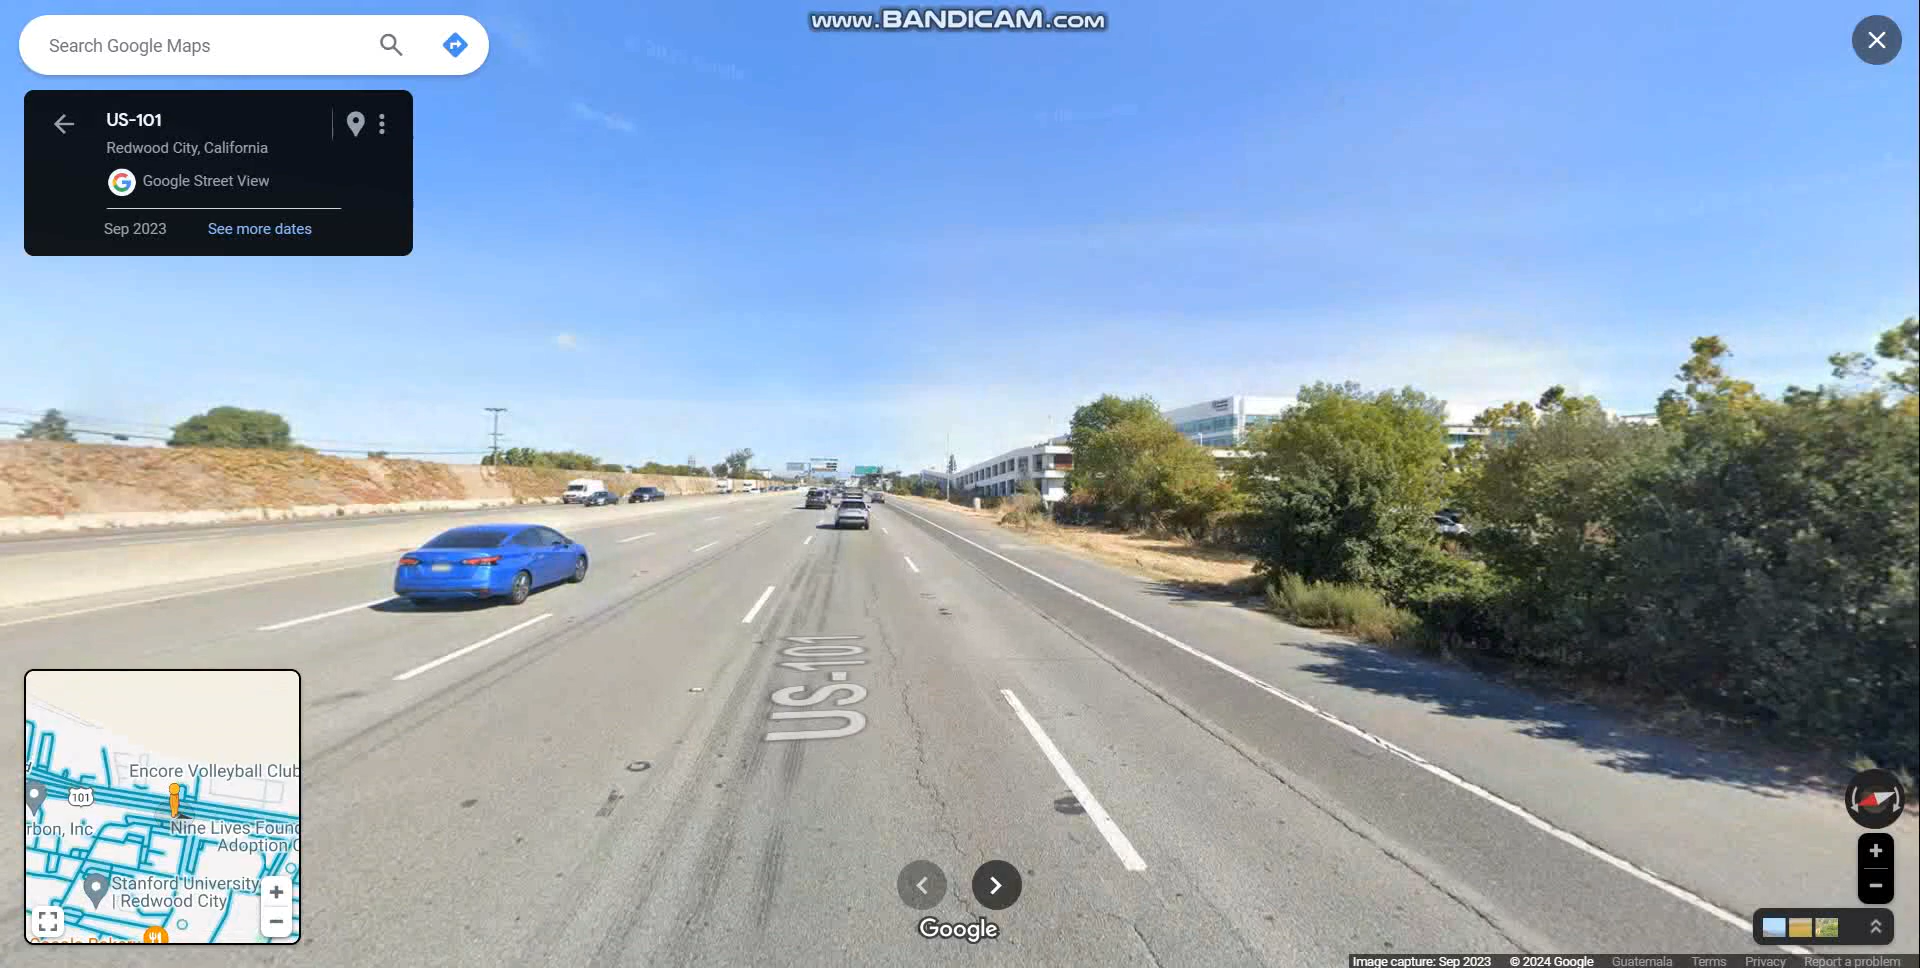 www.BANDICAM.com
Search Google Maps
US-101
Redwood City, California
Google Street View
Sep 2023 See more dates
US-101
Encore Volleyball Club
101
rbon, Inc
Nine Lives Found
Adoption C
Stanford University
| Redwood City
Google
Image capture: Sep 2023 © 2024 Google Guatemala Terms Privacy Report a problem